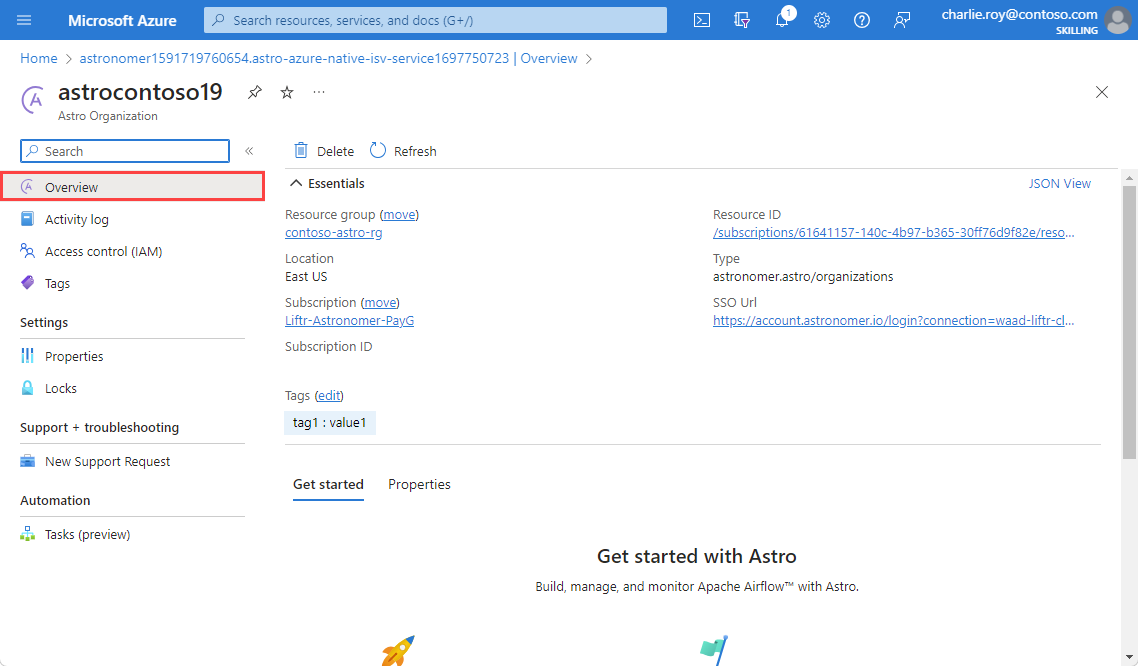 Microsoft Azure
Search resources, services, and docs (G+/)
1
charlie.roy@contoso.com
SKILLING
Home > astronomer1591719760654.astro-azure-native-isv-service1697750723 | Overview >
astrocontoso19
Astro Organization
Search
Overview
Activity log
Access control (IAM)
Tags
Settings
Properties
Locks
Support + troubleshooting
New Support Request
Automation
Tasks (preview)
Delete
Refresh
Essentials
JSON View
Resource group (move)
contoso-astro-rg
Location
East US
Subscription (move)
Liftr-Astronomer-PayG
Subscription ID
Resource ID
/subscriptions/61641157-140c-4b97-b365-30ff76d9f82e/reso...
Type
astronomer.astro/organizations
SSO Url
https://account.astronomer.io/login?connection=waad-liftr-cl...
Tags (edit)
tag1 : value1
Get started
Properties
Get started with Astro
Build, manage, and monitor Apache Airflow™ with Astro.